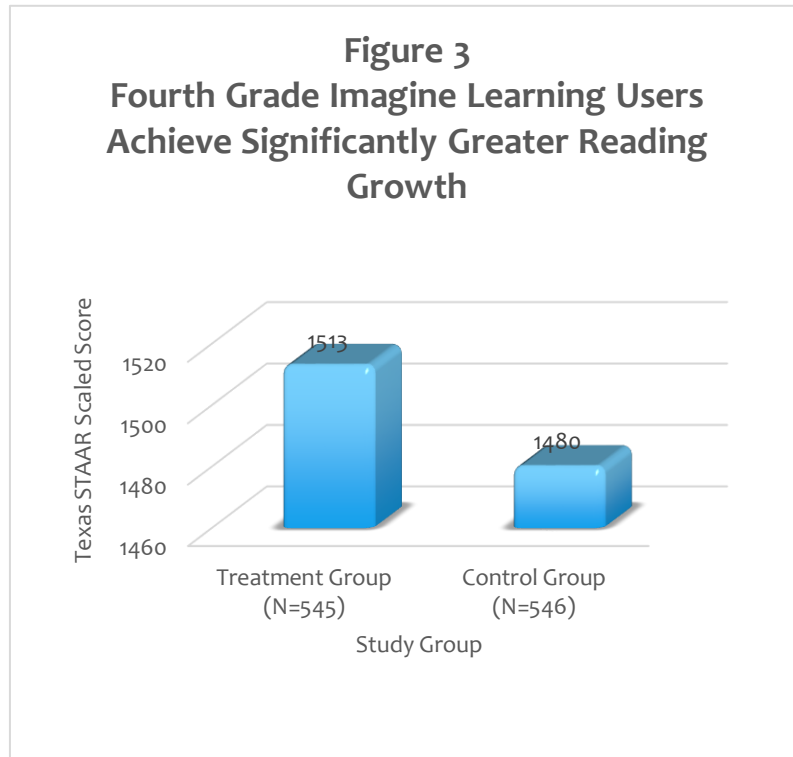 Figure 3
Fourth Grade Imagine Learning Users
Achieve Significantly Greater Reading
Growth
Texas STAAR Scaled Score
1520
1500
1480
1460
1513
1480
Treatment Group
(N=545)
Control Group
(N=546)
Study Group